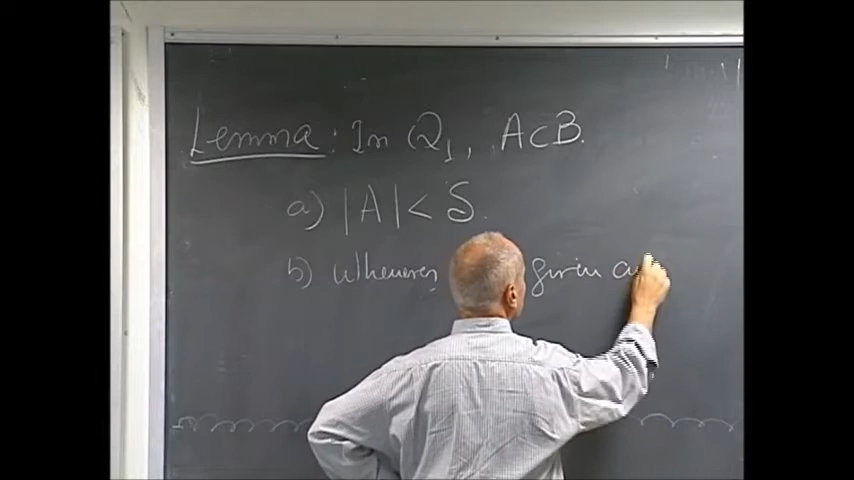 Lemma: In Q₁, A⊂B.
a) |A| < δ.
b) whenever given a